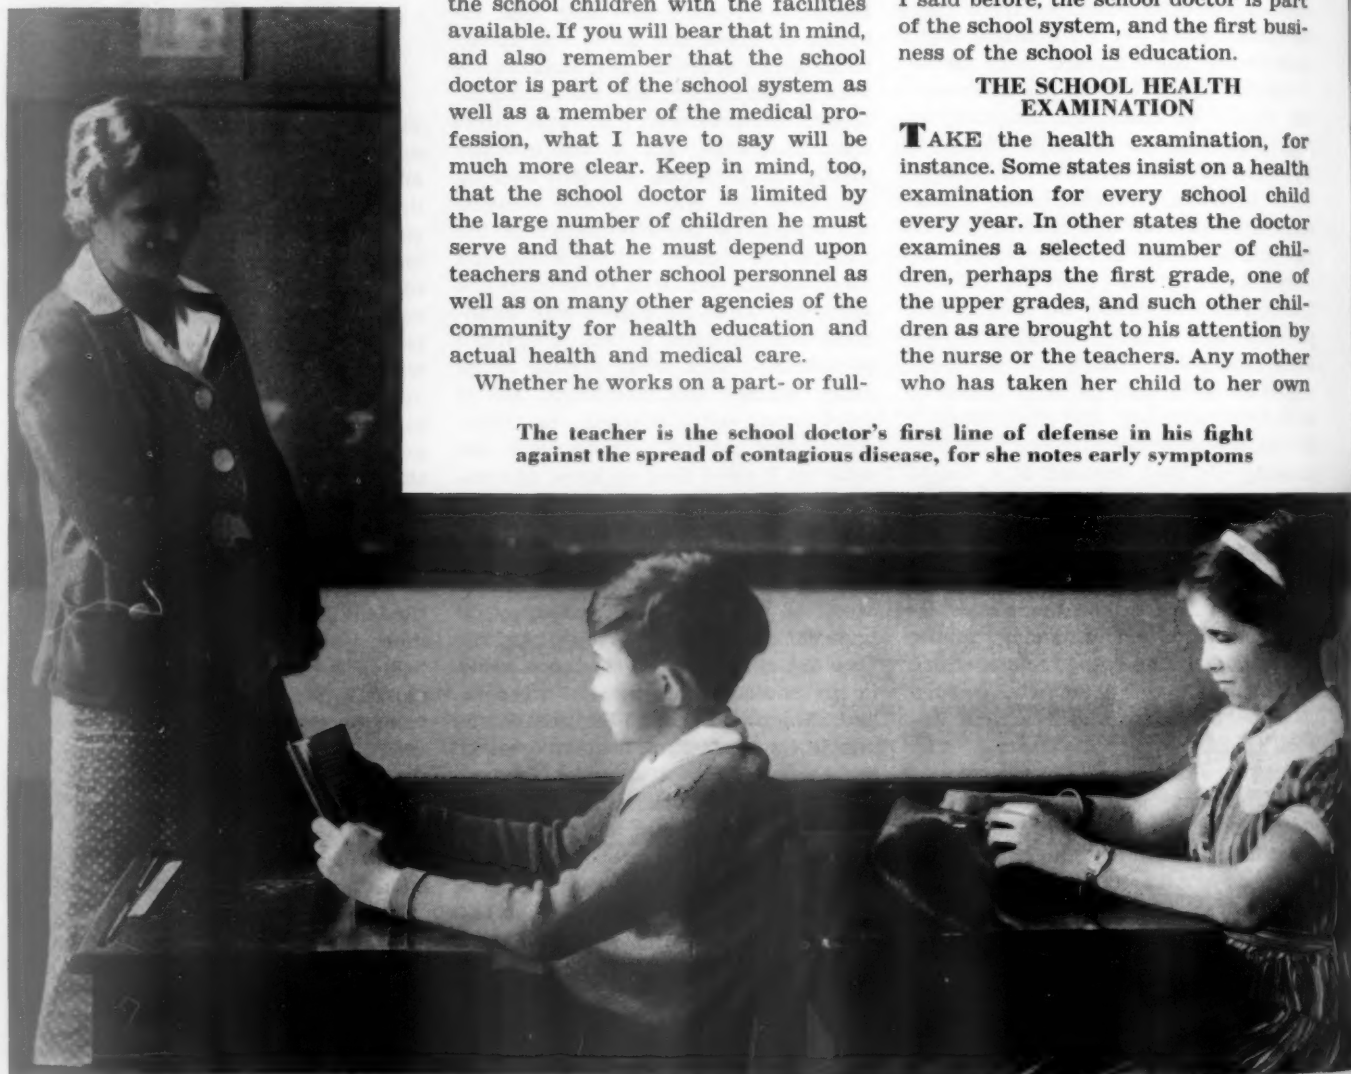 the school children with the facilities
available. If you will bear that in mind,
and also remember that the school
doctor is part of the school system as
well as a member of the medical pro-
fession, what I have to say will be
much more clear. Keep in mind, too,
that the school doctor is limited by
the large number of children he must
serve and that he must depend upon
teachers and other school personnel as
well as on many other agencies of the
community for health education and
actual health and medical care.
Whether he works on a part- or full-
I said before, the school doctor is part
of the school system, and the first busi-
ness of the school is education.
THE SCHOOL HEALTH
EXAMINATION
TAKE the health examination, for
instance. Some states insist on a health
examination for every school child
every year. In other states the doctor
examines a selected number of chil-
dren, perhaps the first grade, one of
the upper grades, and such other chil-
dren as are brought to his attention by
the nurse or the teachers. Any mother
who has taken her child to her own
The teacher is the school doctor's first line of defense in his fight
against the spread of contagious disease, for she notes early symptoms